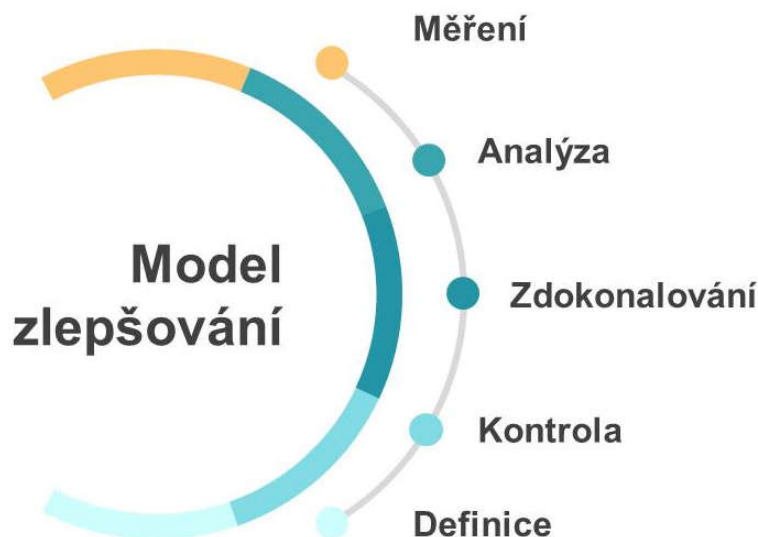 Model
zlepšování
Měření
Analýza
Zdokonalování
Kontrola
Definice